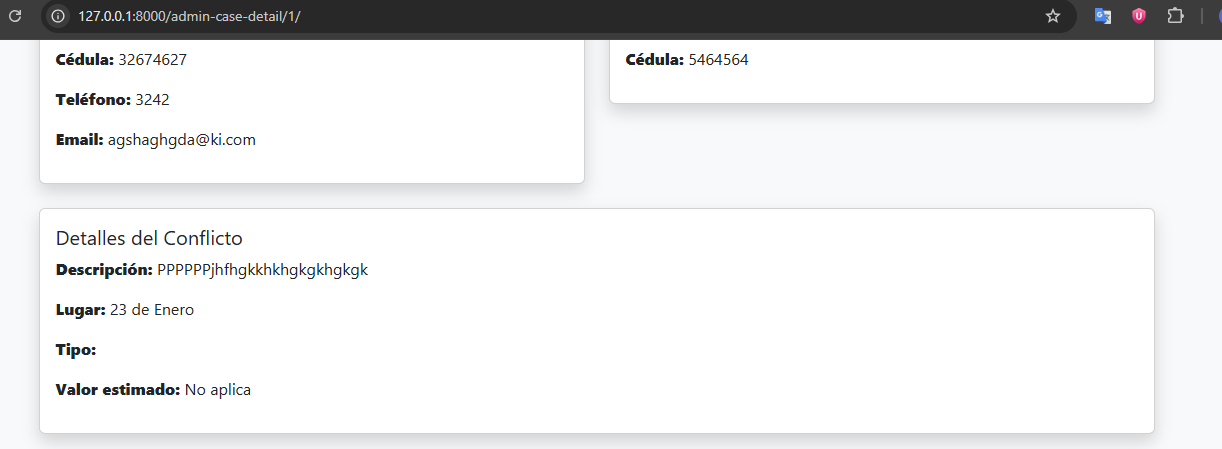 127.0.0.1:8000/admin-case-detail/1/
Cédula: 32674627
Teléfono: 3242
Email: agshaghgda@ki.com
Cédula: 5464564
Detalles del Conflicto
Descripción: PPPPPPjhfhgkkhkhgkgkhgkgk
Lugar: 23 de Enero
Tipo:
Valor estimado: No aplica